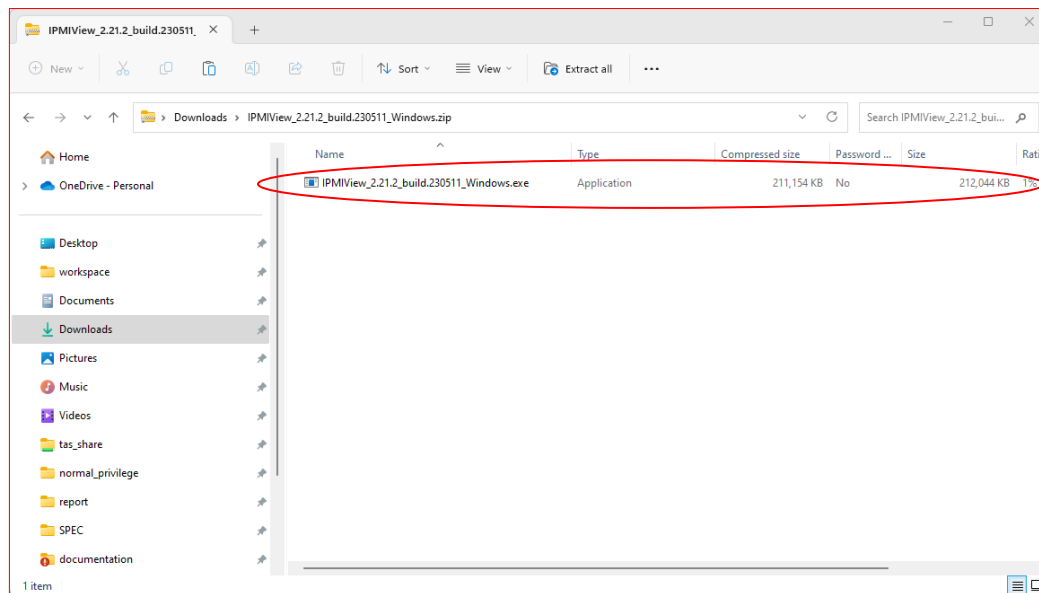 IPMIView_2.21.2_build.230511_
New
Sort
View
Extract all
Downloads
IPMIView_2.21.2_build.230511_Windows.zip
Search IPMIView_2.21.2_bui...
Home
OneDrive - Personal
Desktop
workspace
Documents
Downloads
Pictures
Music
Videos
tas_share
normal_privilege
report
SPEC
documentation
Name Type Compressed size Password ... Size Rati
IPMIView_2.21.2_build.230511_Windows.exe Application 211,154 KB No 212,044 KB 1%
1 item